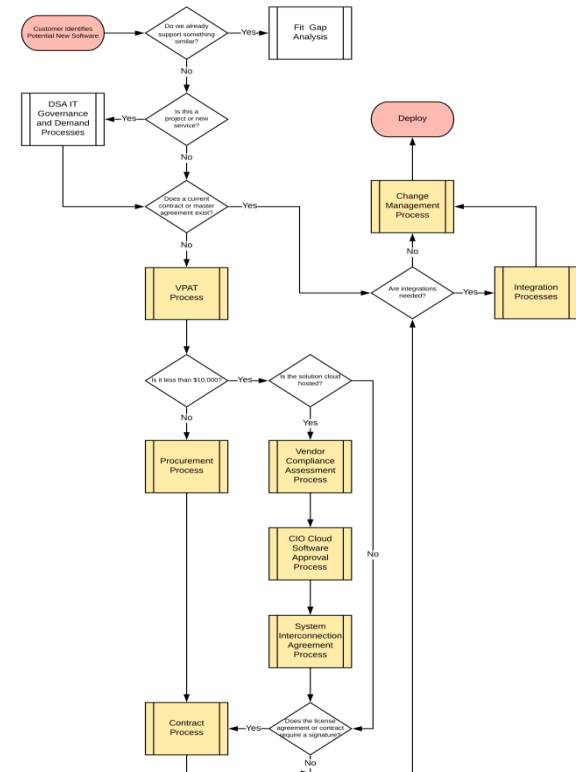 Customer Identifies
Potential New Software
Do we already
support something
similar?
Yes
Fit Gap
Analysis
No
DSA IT
Governance
and Demand
Processes
Yes
Is this a
project or new
service?
No
Deploy
Does a current
contract or master
agreement exist?
Yes
Change
Management
Process
No
No
VPAT
Process
Are integrations
needed?
Yes
Integration
Processes
Is it less than $10,000?
Yes
Is the solution cloud
hosted?
No
Yes
Procurement
Process
Vendor
Compliance
Assessment
Process
CIO Cloud
Software
Approval
Process
No
System
Interconnection
Agreement
Process
Contract
Process
Yes
Does the license
agreement or contract
require a signature?
No